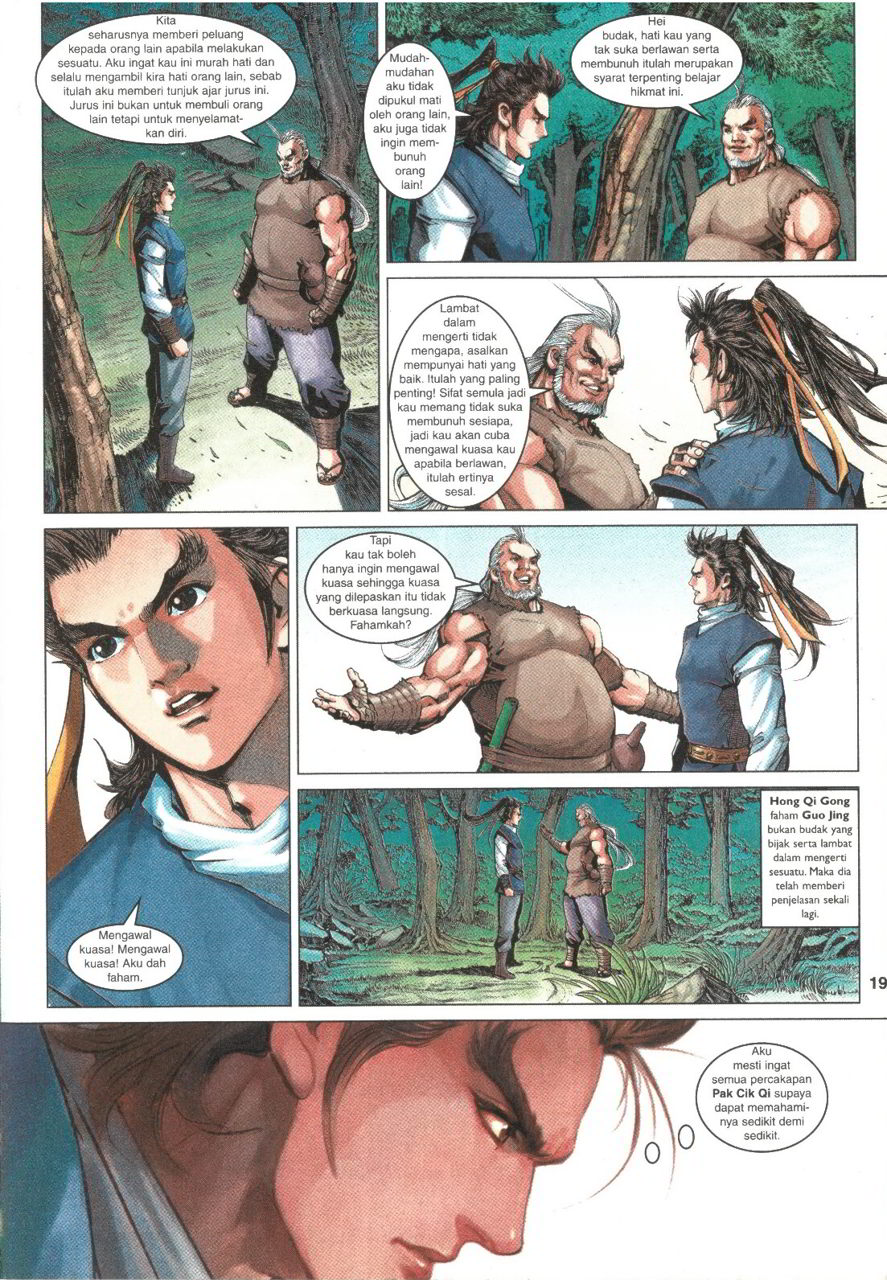 Kita
seharusnya memberi peluang
kepada orang lain apabila melakukan
sesuatu. Aku ingat kau ini murah hati dan
selalu mengambil kira hati orang lain, sebab
itulah aku memberi tunjuk ajar jurus ini.
Jurus ini bukan untuk membuli orang
lain tetapi untuk menyelamat-
kan diri.
Mudah-
mudahan
aku tidak
dipukul mati
oleh orang lain,
aku juga tidak
ingin mem-
bunuh
orang
lain!
Hei
budak, hati kau yang
tak suka berlawan serta
membunuh itulah merupakan
syarat terpenting belajar
hikmat ini.
Lambat
dalam
mengerti tidak
mengapa, asalkan
mempunyai hati yang
baik. Itulah yang paling
penting! Sifat semula jadi
kau memang tidak suka
membunuh sesiapa,
jadi kau akan cuba
mengawal kuasa kau
apabila berlawan,
itulah ertinya
sesal.
Mengawal
kuasa! Mengawal
kuasa! Aku dah
faham.
Tapi
kau tak boleh
hanya ingin mengawal
kuasa sehingga kuasa
yang dilepaskan itu tidak
berkuasa langsung.
Fahamkah?
Hong Qi Gong
faham Guo Jing
bukan budak yang
bijak serta lambat
dalam mengerti
sesuatu. Maka dia
telah memberi
penjelasan sekali
lagi.
19
Aku
mesti ingat
semua percakapan
Pak Cik Qi supaya
dapat memahami-
nya sedikit demi
sedikit.